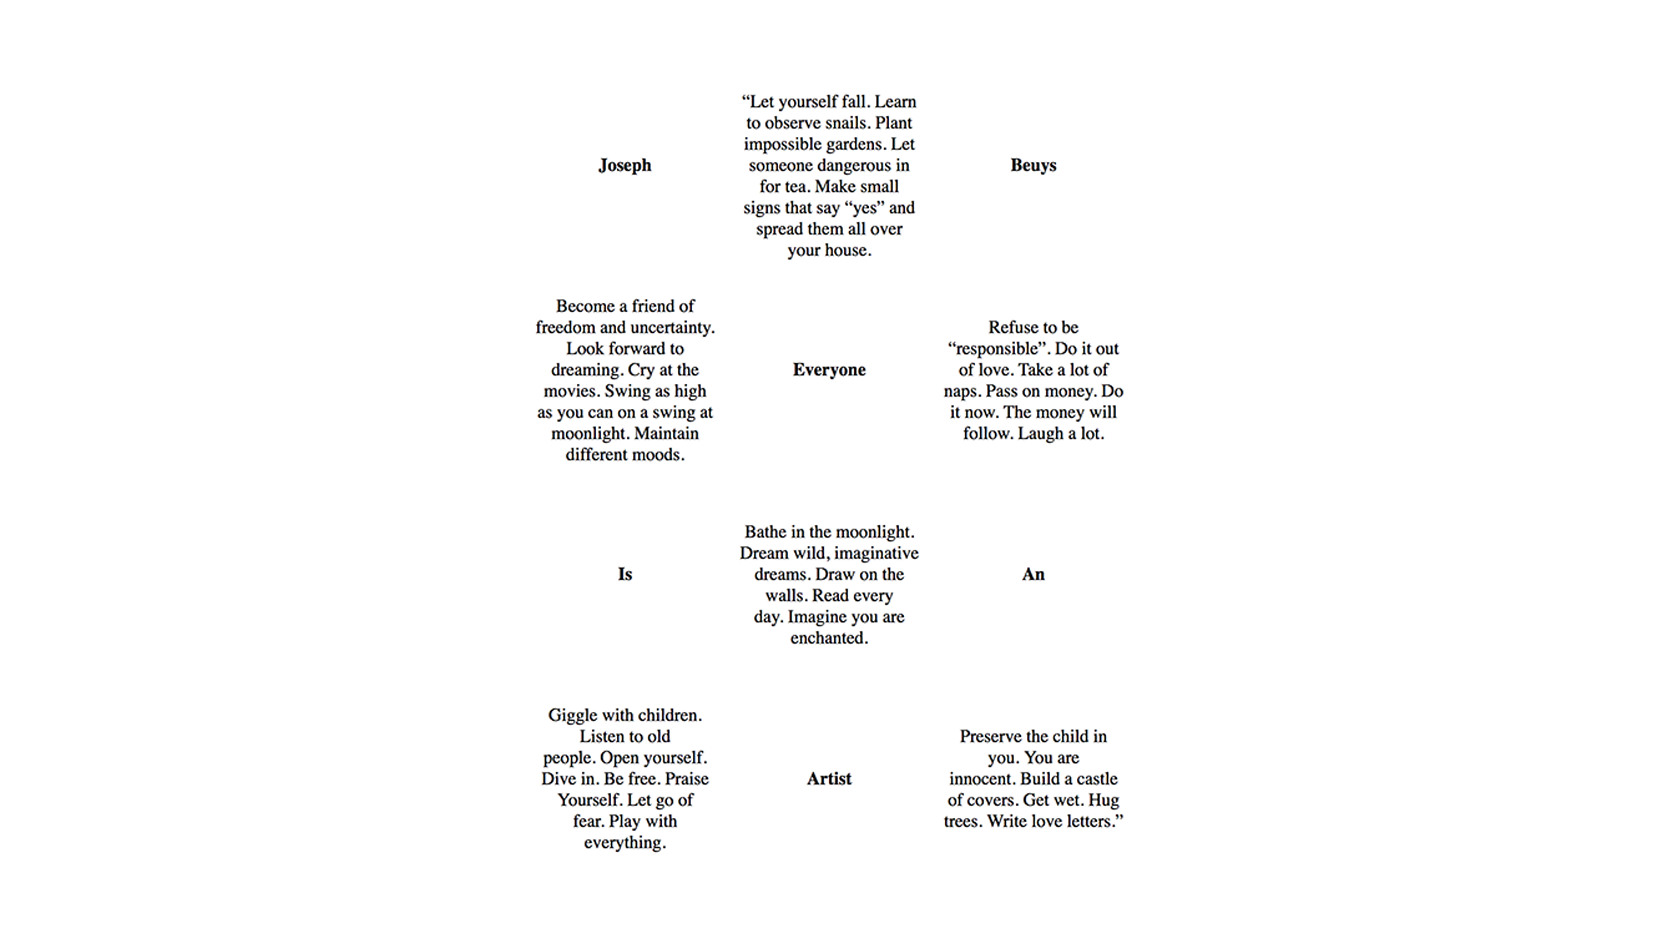 Joseph
“Let yourself fall. Learn
to observe snails. Plant
impossible gardens. Let
someone dangerous in
for tea. Make small
signs that say “yes” and
spread them all over
your house.
Beuys
Become a friend of
freedom and uncertainty.
Look forward to
dreaming. Cry at the
movies. Swing as high
as you can on a swing at
moonlight. Maintain
different moods.
Everyone
Refuse to be
“responsible”. Do it out
of love. Take a lot of
naps. Pass on money. Do
it now. The money will
follow. Laugh a lot.
Is
Bathe in the moonlight.
Dream wild, imaginative
dreams. Draw on the
walls. Read every
day. Imagine you are
enchanted.
An
Giggle with children.
Listen to old
people. Open yourself.
Dive in. Be free. Praise
Yourself. Let go of
fear. Play with
everything.
Artist
Preserve the child in
you. You are
innocent. Build a castle
of covers. Get wet. Hug
trees. Write love letters.”